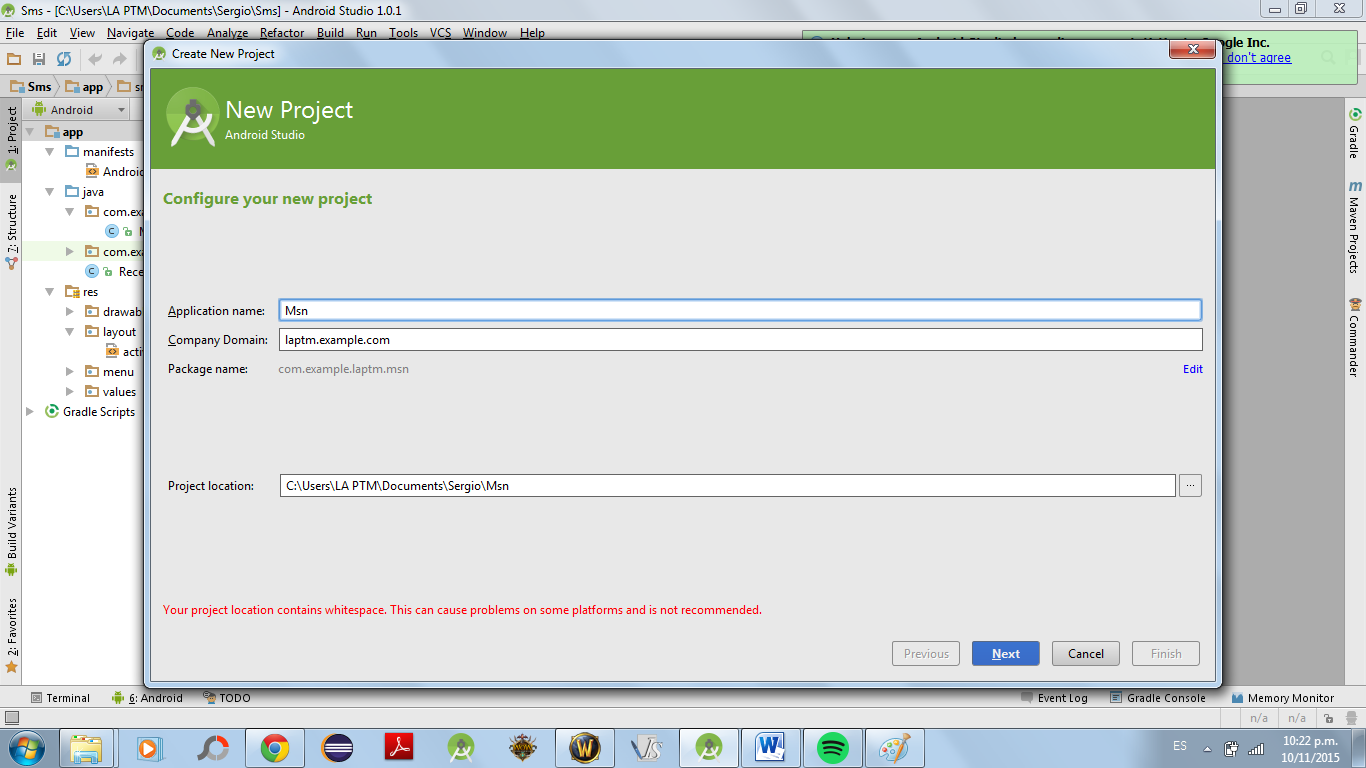 Sms - [C:\Users\LA PTM\Documents\Sergio\Sms] - Android Studio 1.0.1
File Edit View Navigate Code Analyze Refactor Build Run Tools VCS Window Help
gle Inc.
don't agree
Create New Project
Sms app
New Project
Android Studio
1: Project
Android
app
manifests
java
res
layout
menu
values
Gradle Scripts
7: Structure
Build Variants
2: Favorites
Configure your new project
Application name: Msn
Company Domain: laptm.example.com
Package name: com.example.laptm.msn Edit
Project location: C:\Users\LA PTM\Documents\Sergio\Msn ...
Your project location contains whitespace. This can cause problems on some platforms and is not recommended.
Previous Next Cancel Finish
Gradle
m Maven Projects
Commander
Terminal 6: Android TODO Event Log Gradle Console Memory Monitor
n/a n/a
ES 10:22 p.m.
10/11/2015